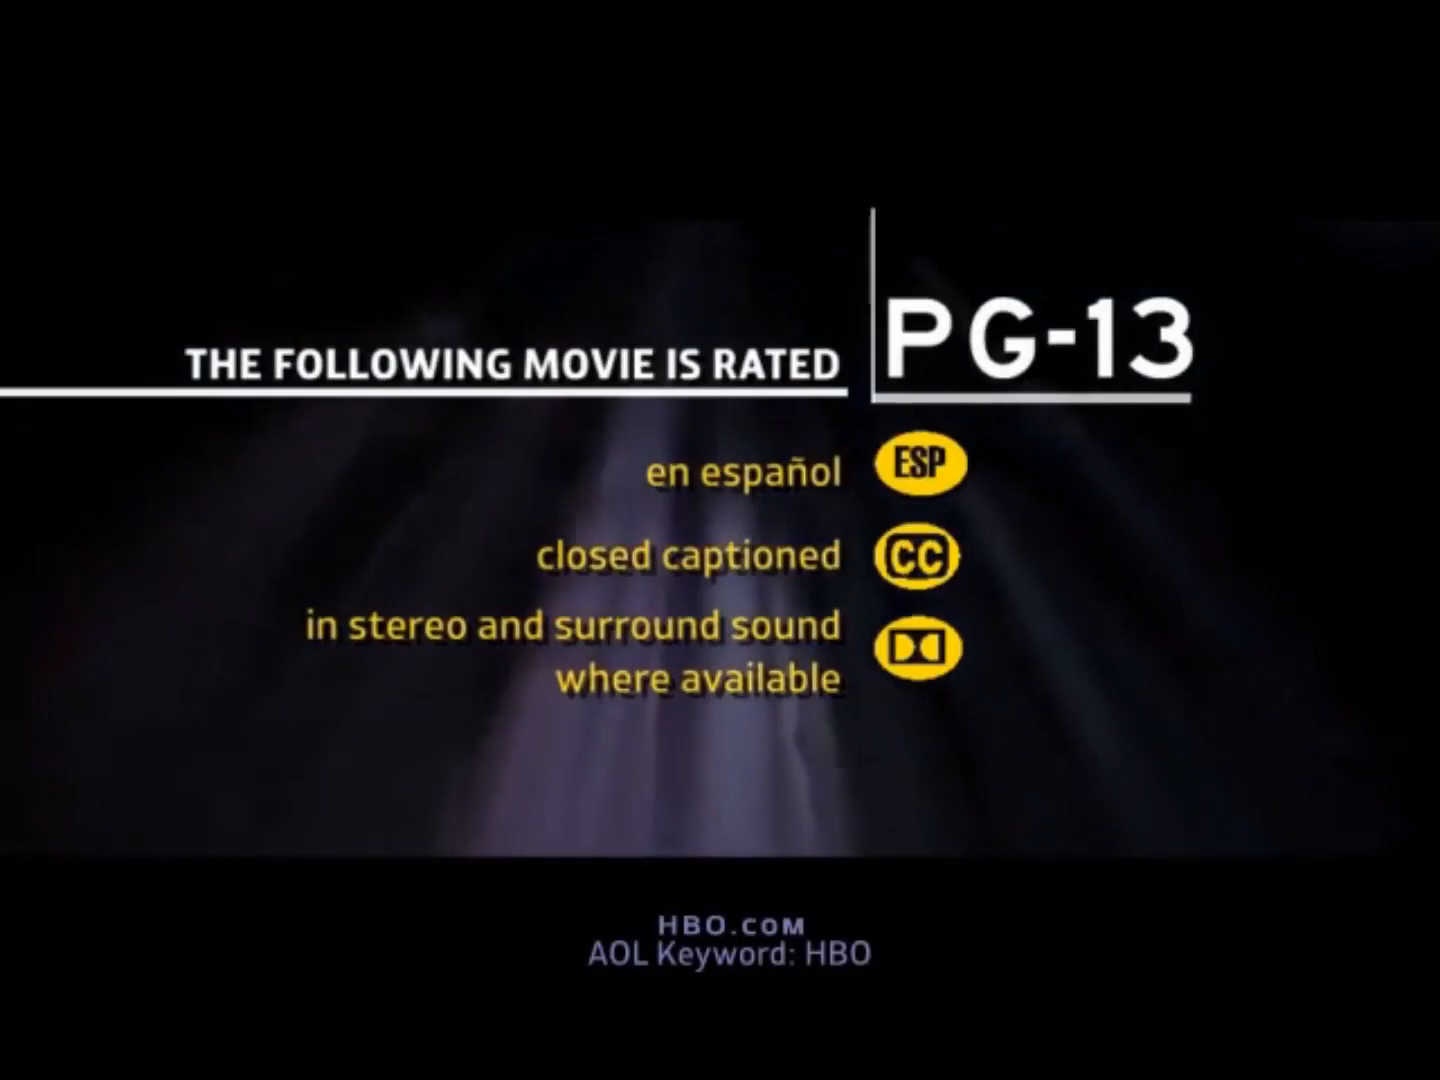 THE FOLLOWING MOVIE IS RATED PG-13
en español ESP
closed captioned CC
in stereo and surround sound
where available
HBO.COM
AOL Keyword: HBO